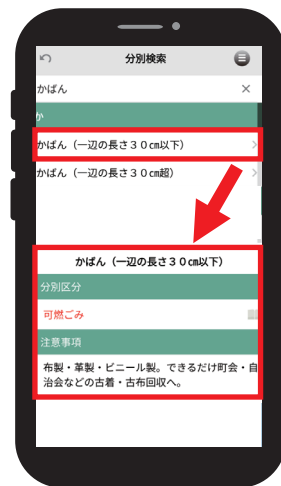 分別検索
かばん
か
かばん（一辺の長さ３０㎝以下）
かばん（一辺の長さ３０㎝超）
かばん（一辺の長さ３０㎝以下）
分別区分
可燃ごみ
注意事項
布製・革製・ビニール製。できるだけ町会・自
治会などの古着・古布回収へ。